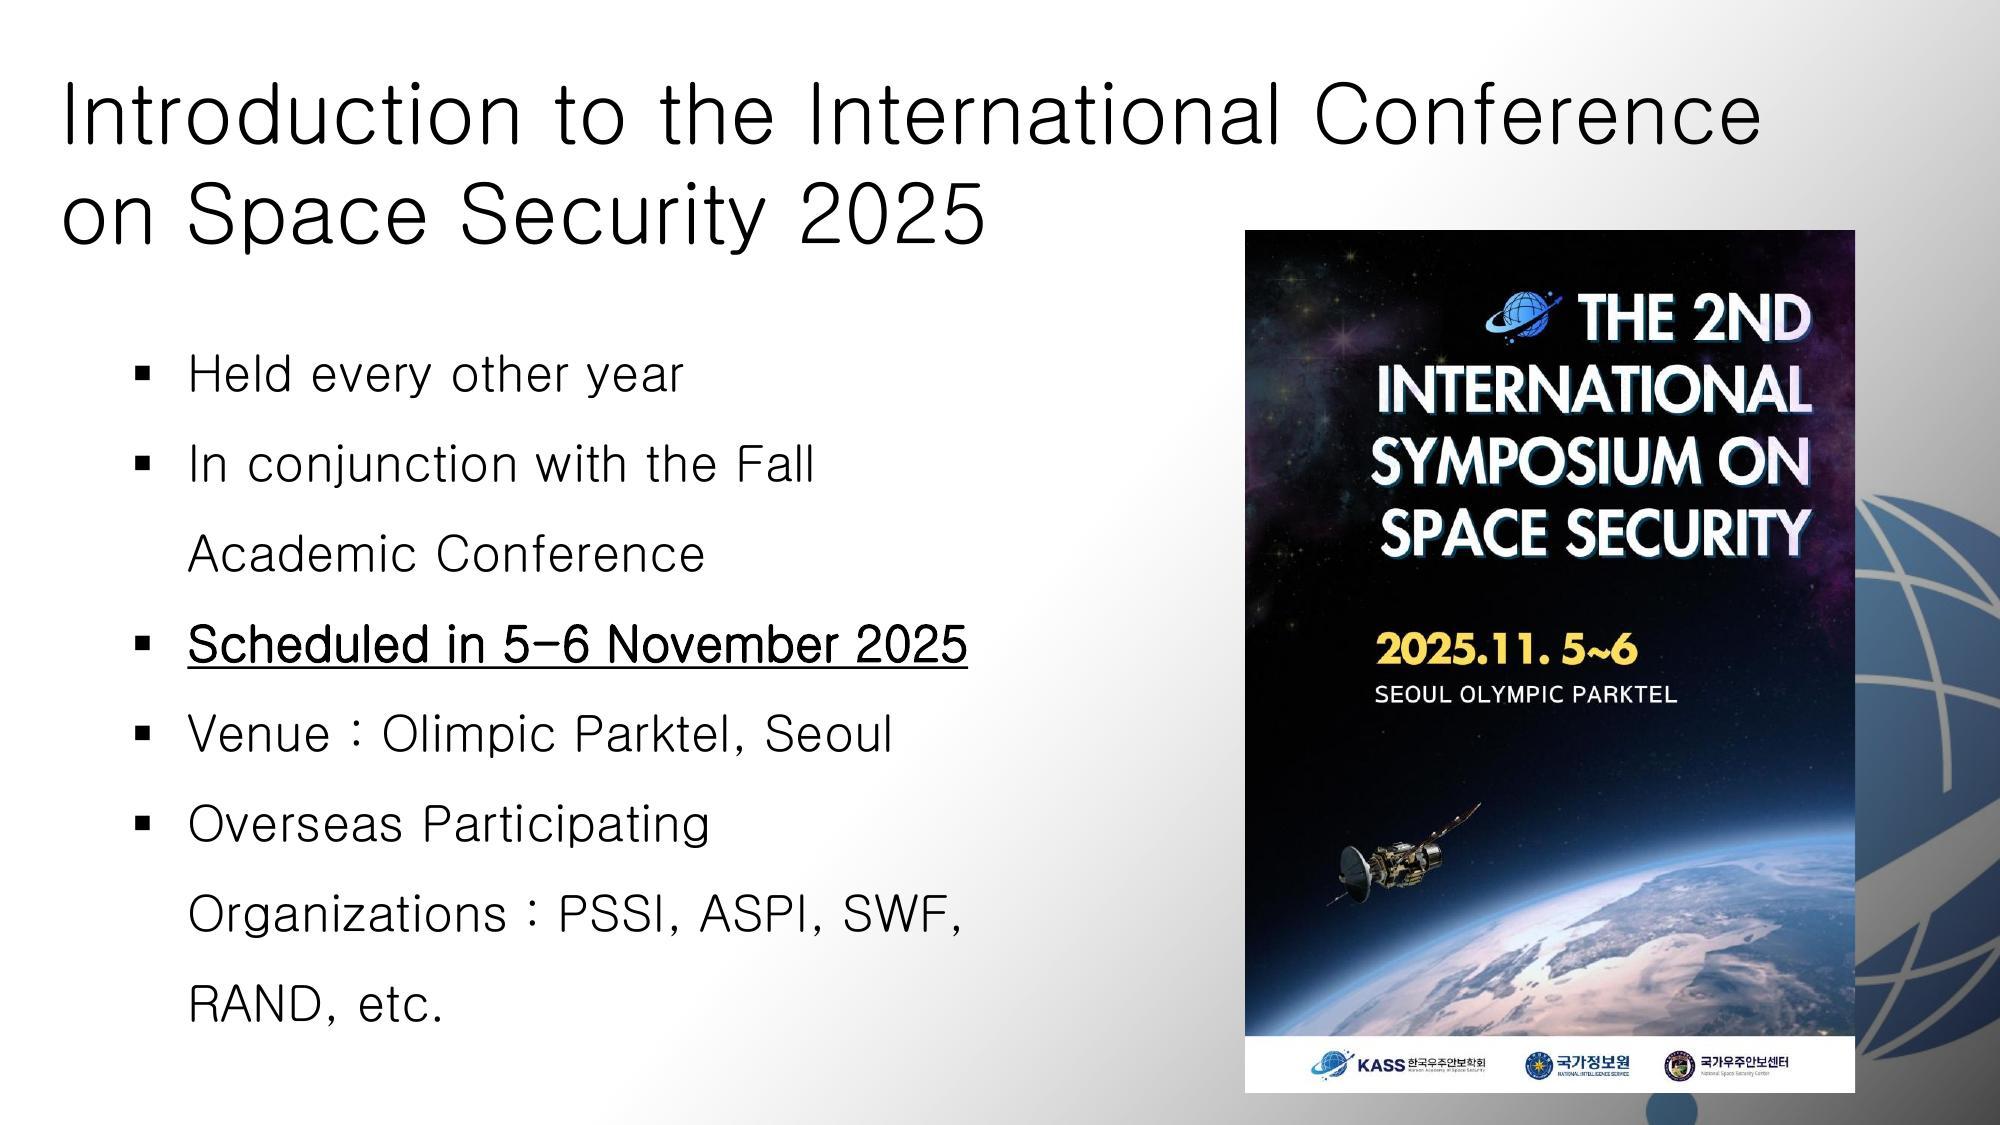 Introduction to the International Conference
on Space Security 2025
▪ Held every other year
▪ In conjunction with the Fall
Academic Conference
▪ Scheduled in 5-6 November 2025
▪ Venue : Olimpic Parktel, Seoul
▪ Overseas Participating
Organizations : PSSI, ASPI, SWF,
RAND, etc.
THE 2ND
INTERNATIONAL
SYMPOSIUM ON
SPACE SECURITY
2025.11. 5~6
SEOUL OLYMPIC PARKTEL
KASS 한국우주안보학회
Korean Academy of Space Security
국가정보원
NATIONAL INTELLIGENCE SERVICE
국가우주안보센터
National Space Security Center